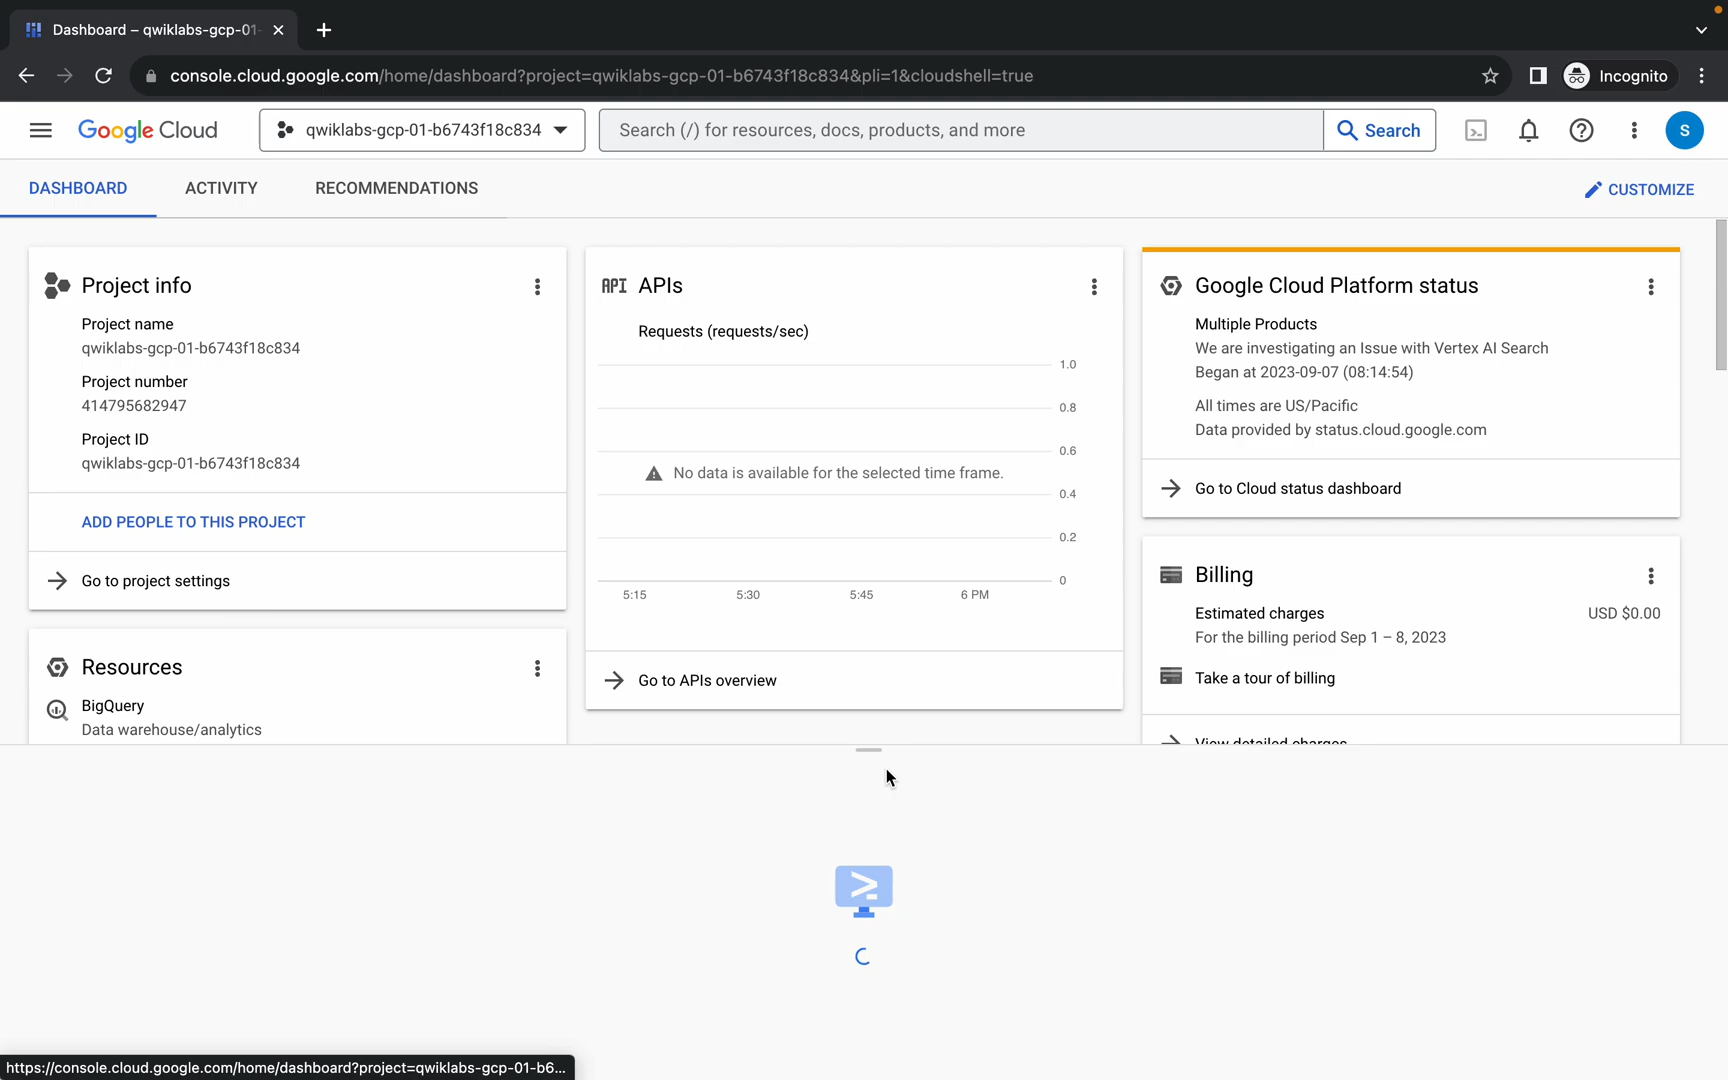 Dashboard – qwiklabs-gcp-01-
console.cloud.google.com/home/dashboard?project=qwiklabs-gcp-01-b6743f18c834&pli=1&cloudshell=true
Incognito
Google Cloud
qwiklabs-gcp-01-b6743f18c834
Search (/) for resources, docs, products, and more
Search
S
DASHBOARD
ACTIVITY
RECOMMENDATIONS
CUSTOMIZE
Project info
Project name
qwiklabs-gcp-01-b6743f18c834
Project number
414795682947
Project ID
qwiklabs-gcp-01-b6743f18c834
ADD PEOPLE TO THIS PROJECT
Go to project settings
Resources
BigQuery
Data warehouse/analytics
API APIs
Requests (requests/sec)
1.0
0.8
0.6
No data is available for the selected time frame.
0.4
0.2
0
5:15
5:30
5:45
6 PM
Go to APIs overview
Google Cloud Platform status
Multiple Products
We are investigating an Issue with Vertex AI Search
Began at 2023-09-07 (08:14:54)
All times are US/Pacific
Data provided by status.cloud.google.com
Go to Cloud status dashboard
Billing
Estimated charges
USD $0.00
For the billing period Sep 1 – 8, 2023
Take a tour of billing
View detailed charges
https://console.cloud.google.com/home/dashboard?project=qwiklabs-gcp-01-b6...